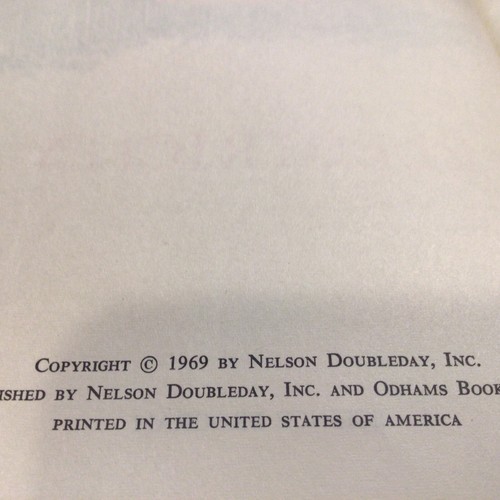 COPYRIGHT © 1969 BY NELSON DOUBLEDAY, INC.
ISHED BY NELSON DOUBLEDAY, INC. AND ODHAMS BOOK
PRINTED IN THE UNITED STATES OF AMERICA